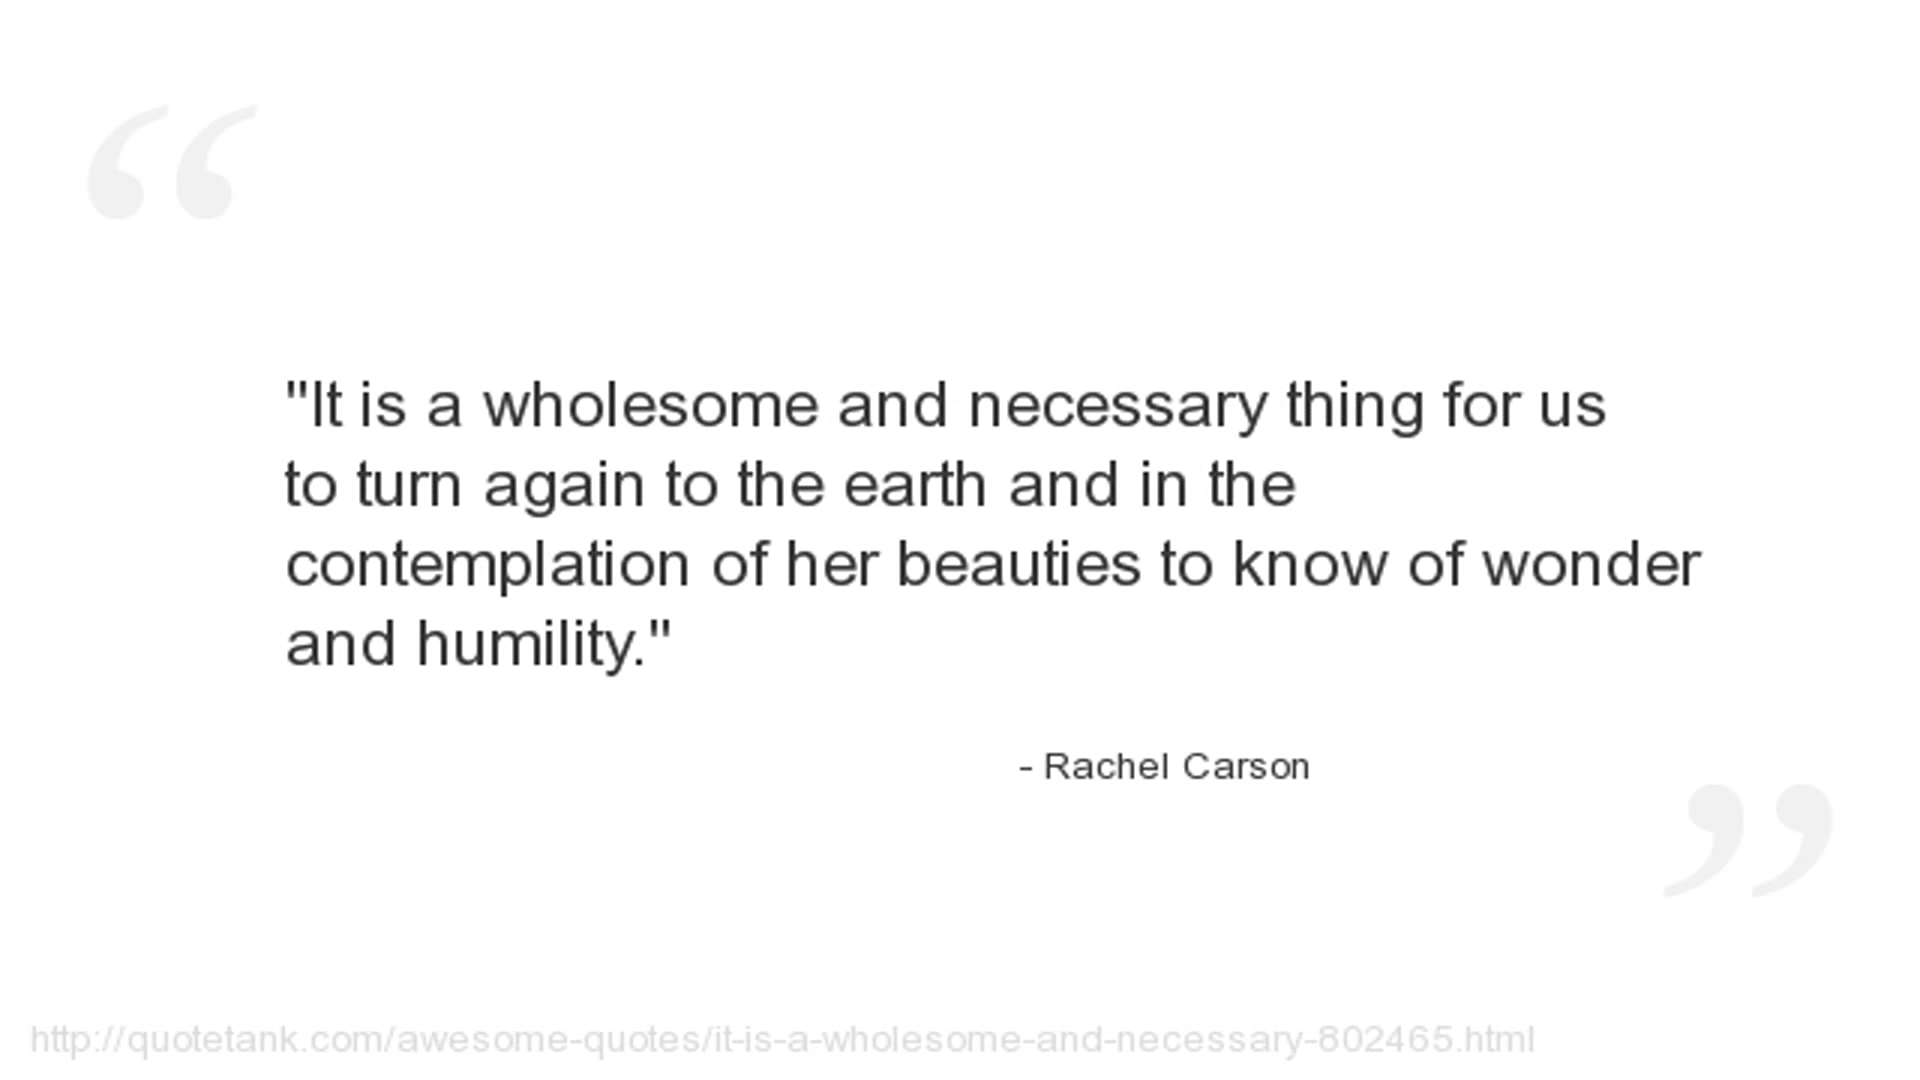 "It is a wholesome and necessary thing for us
to turn again to the earth and in the
contemplation of her beauties to know of wonder
and humility."
- Rachel Carson
http://quotetank.com/awesome-quotes/it-is-a-wholesome-and-necessary-802465.html